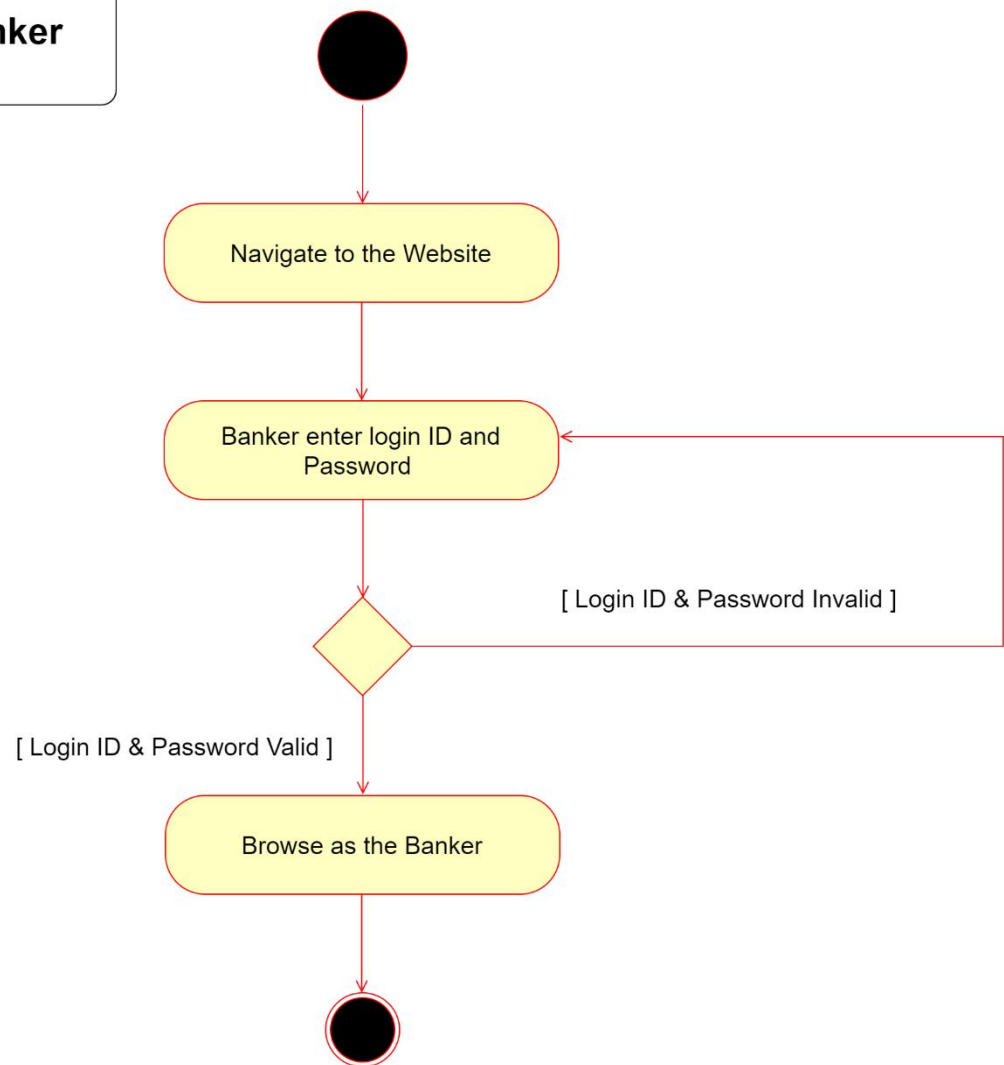 Navigate to the Website
Banker enter login ID and
Password
[ Login ID & Password Invalid ]
[ Login ID & Password Valid ]
Browse as the Banker